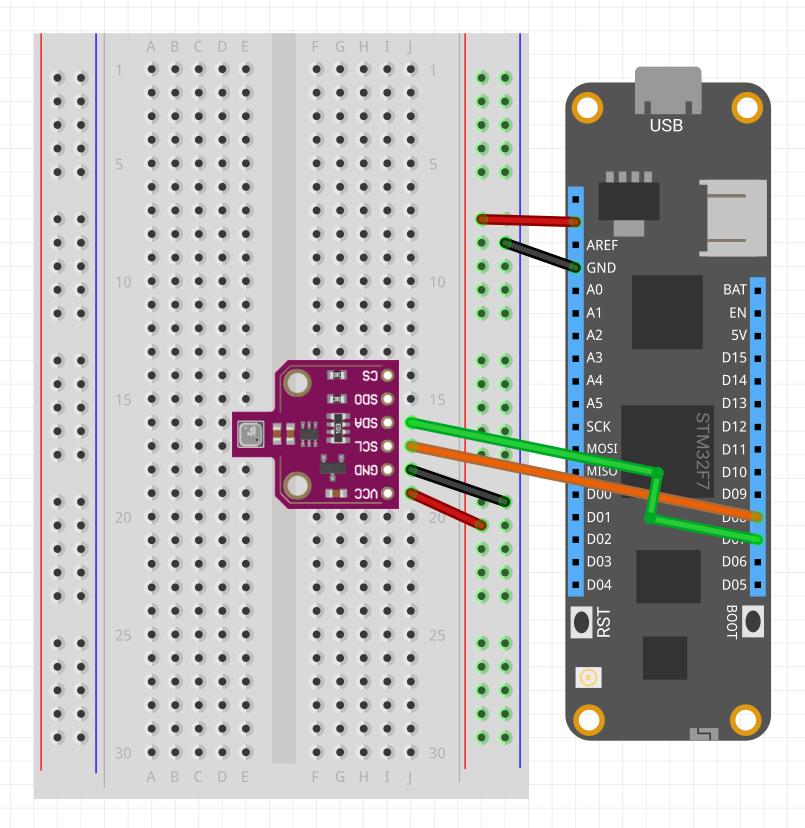 A B C D E F G H I J
1 1
5 5
10 10
15 15
20 20
25 25
30 30
A B C D E F G H I J
CS
SDO
SDA
SCL
GND
VCC
USB
AREF
GND
A0
A1
A2
A3
A4
A5
SCK
MOSI
MISO
D00
D01
D02
D03
D04
BAT
EN
5V
D15
D14
D13
D12
D11
D10
D09
D08
D07
D06
D05
STM32F7
RST
BOOT